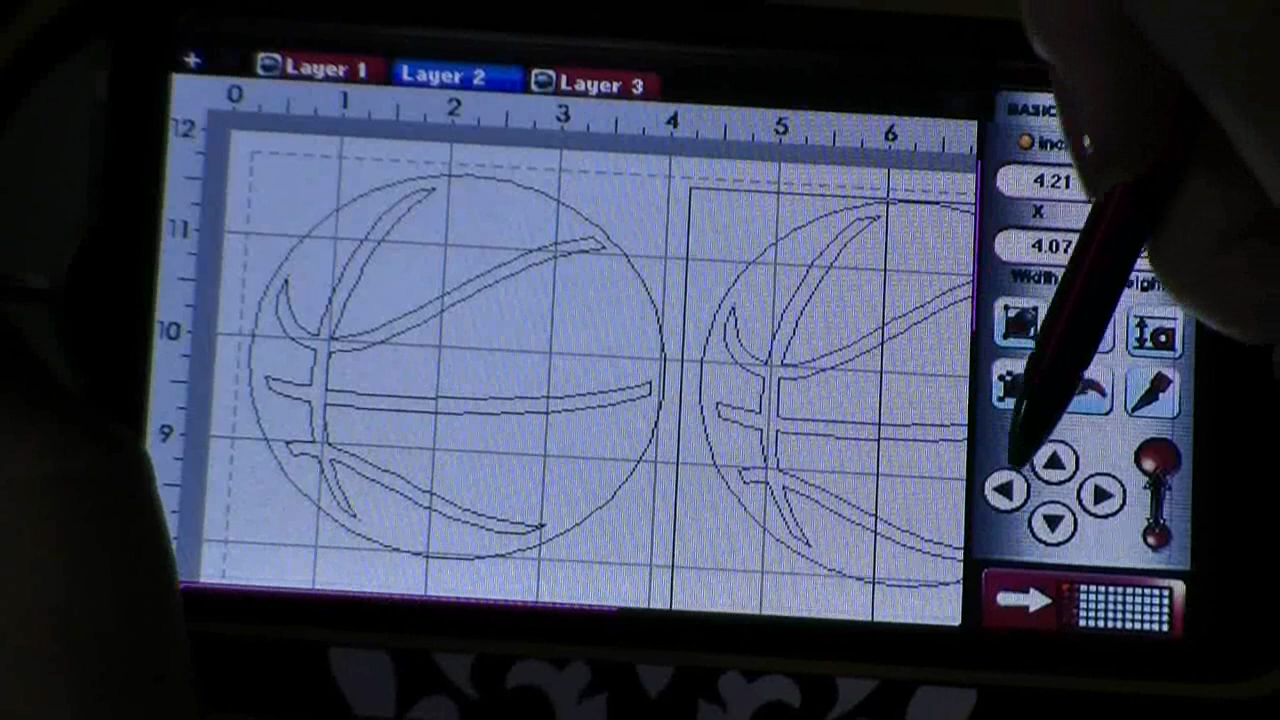 + Layer 1 Layer 2 Layer 3
0 1 2 3 4 5 6
12
11
10
9
BASIC
4.21
X
4.07
Width